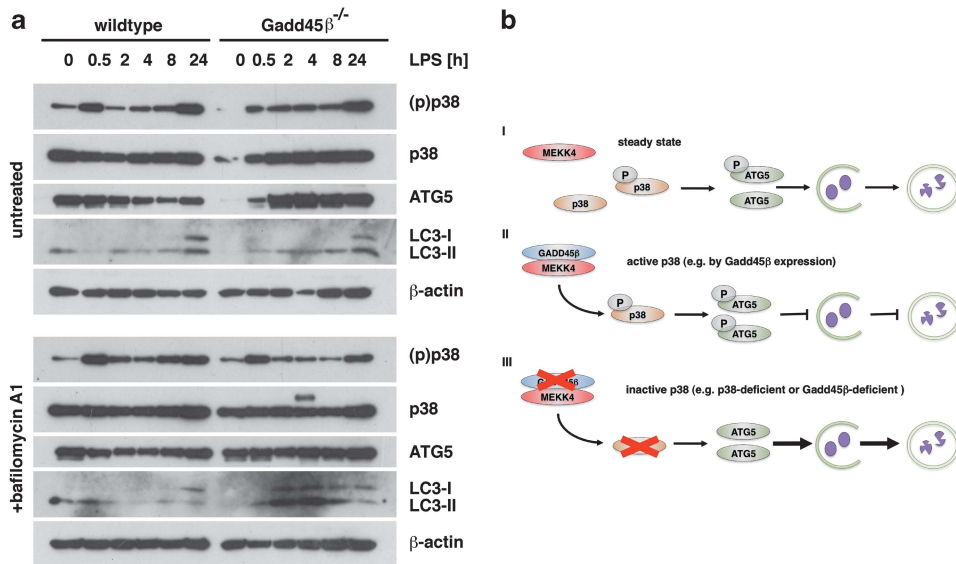 a
wildtype Gadd45β-/-
0 0.5 2 4 8 24 0 0.5 2 4 8 24 LPS [h]
untreated
(p)p38
p38
ATG5
LC3-I
LC3-II
β-actin
+bafilomycin A1
(p)p38
p38
ATG5
LC3-I
LC3-II
β-actin
b
I
steady state
MEKK4
P
p38
p38
P
ATG5
ATG5
II
GADD45β
MEKK4
active p38 (e.g. by Gadd45β expression)
P
p38
P
ATG5
P
ATG5
III
MEKK4
inactive p38 (e.g. p38-deficient or Gadd45β-deficient )
ATG5
ATG5